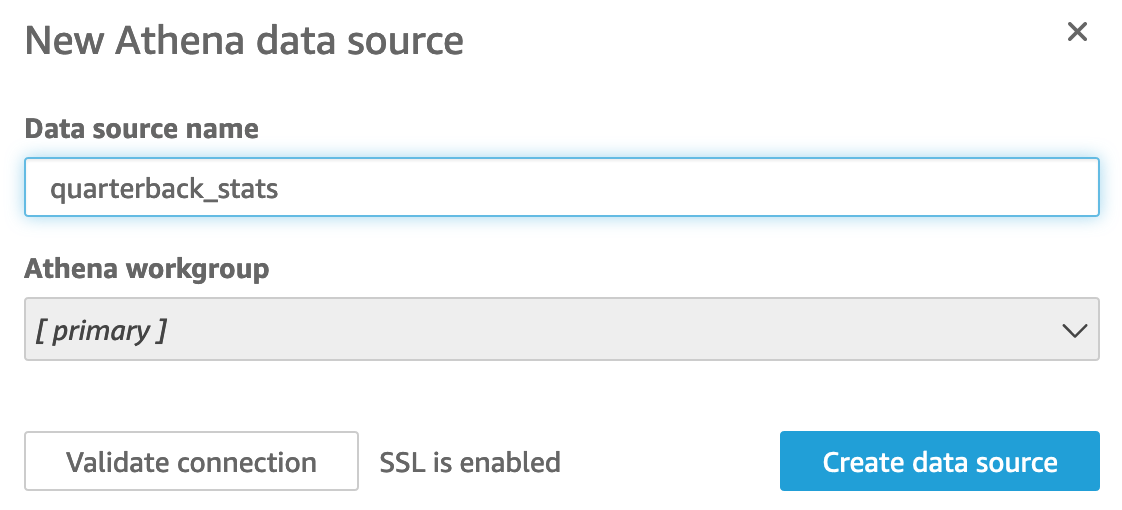 New Athena data source
Data source name
quarterback_stats
Athena workgroup
[ primary ]
Validate connection SSL is enabled Create data source